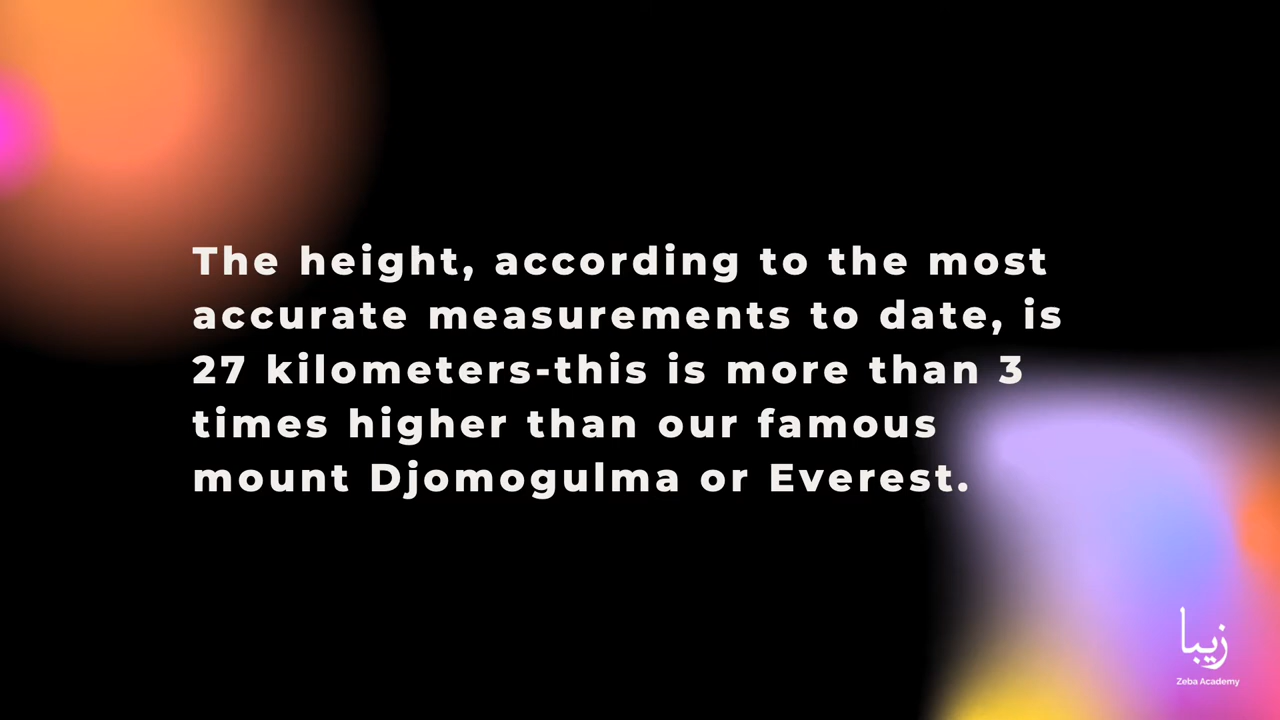 The height, according to the most
accurate measurements to date, is
27 kilometers-this is more than 3
times higher than our famous
mount Djomogulma or Everest.
زیبا
Zeba Academy